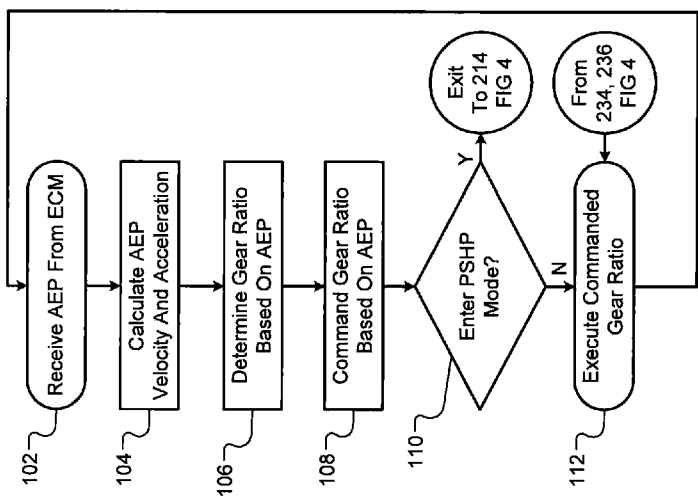 102
Receive AEP From ECM
104
Calculate AEP
Velocity And Acceleration
106
Determine Gear Ratio
Based On AEP
108
Command Gear Ratio
Based On AEP
110
Enter PSHP
Mode?
Y
Exit
To 214
FIG 4
N
From
234, 236
FIG 4
112
Execute Commanded
Gear Ratio